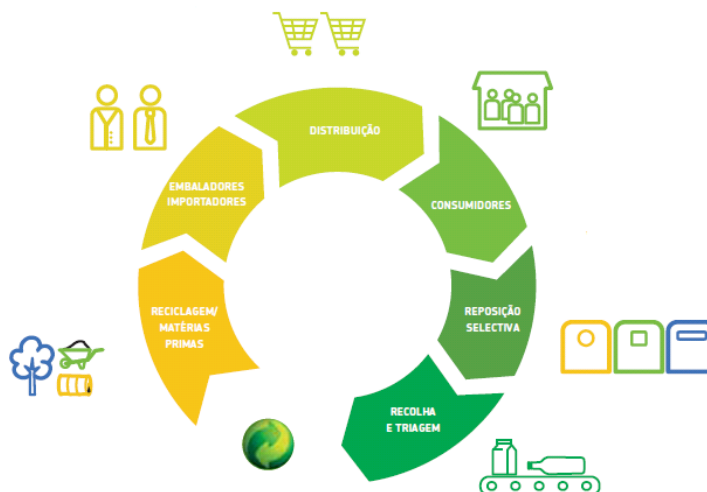 DISTRIBUIÇÃO
EMBALADORES
IMPORTADORES
CONSUMIDORES
RECICLAGEM/
MATÉRIAS
PRIMAS
REPOSIÇÃO
SELECTIVA
RECOLHA
E TRIAGEM